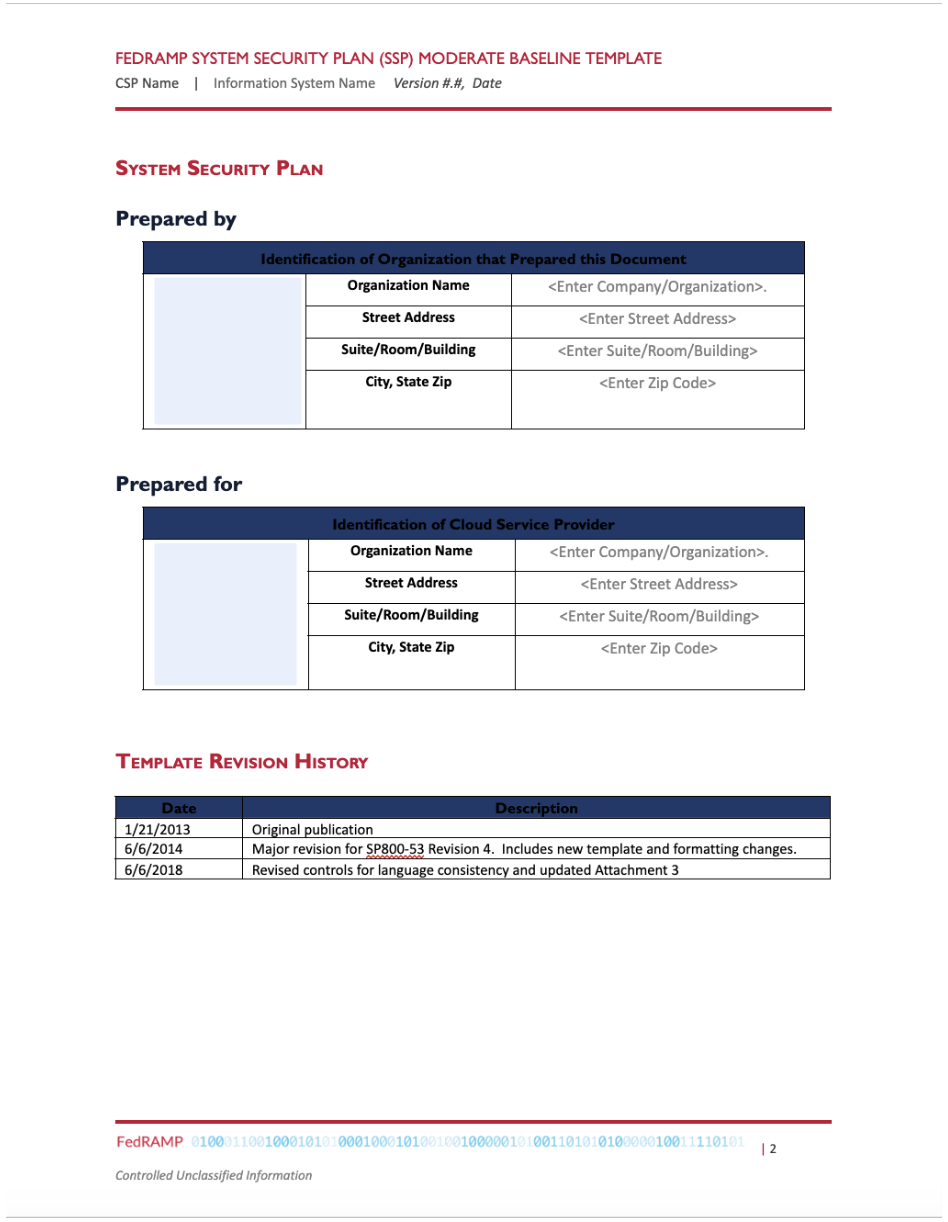 FEDRAMP SYSTEM SECURITY PLAN (SSP) MODERATE BASELINE TEMPLATE
CSP Name | Information System Name Version #.#, Date
SYSTEM SECURITY PLAN
Prepared by
Identification of Organization that Prepared this Document
Organization Name <Enter Company/Organization>.
Street Address <Enter Street Address>
Suite/Room/Building <Enter Suite/Room/Building>
City, State Zip <Enter Zip Code>
Prepared for
Identification of Cloud Service Provider
Organization Name <Enter Company/Organization>.
Street Address <Enter Street Address>
Suite/Room/Building <Enter Suite/Room/Building>
City, State Zip <Enter Zip Code>
TEMPLATE REVISION HISTORY
Date Description
1/21/2013 Original publication
6/6/2014 Major revision for SP800-53 Revision 4. Includes new template and formatting changes.
6/6/2018 Revised controls for language consistency and updated Attachment 3
FedRAMP
| 2
Controlled Unclassified Information